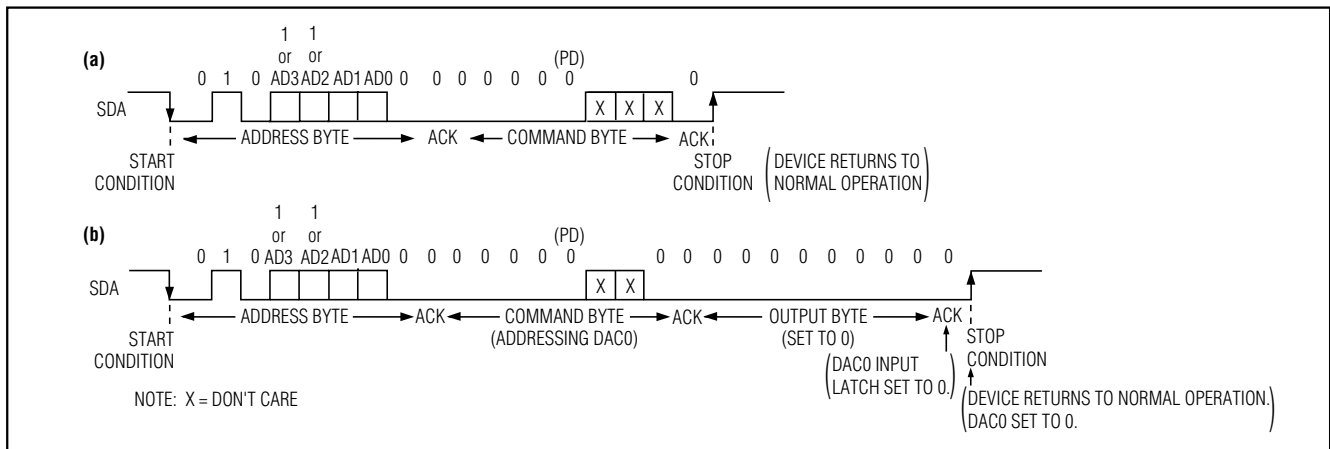 1 1
(a) or or (PD)
0 1 0 AD3 AD2 AD1 AD0 0 0 0 0 0 0 0
SDA X X X
ADDRESS BYTE ACK COMMAND BYTE ACK
START CONDITION
STOP CONDITION
(DEVICE RETURNS TO NORMAL OPERATION)
1 1
(b) or or (PD)
0 1 0 AD3 AD2 AD1 AD0 0 0 0 0 0 0 0 0 0 0 0 0 0 0 0 0 0
SDA X X
ADDRESS BYTE ACK COMMAND BYTE ACK OUTPUT BYTE ACK
(ADDRESSING DAC0) (SET TO 0)
START CONDITION
STOP CONDITION
(DAC0 INPUT LATCH SET TO 0.)
NOTE: X = DON'T CARE
(DEVICE RETURNS TO NORMAL OPERATION. DAC0 SET TO 0.)